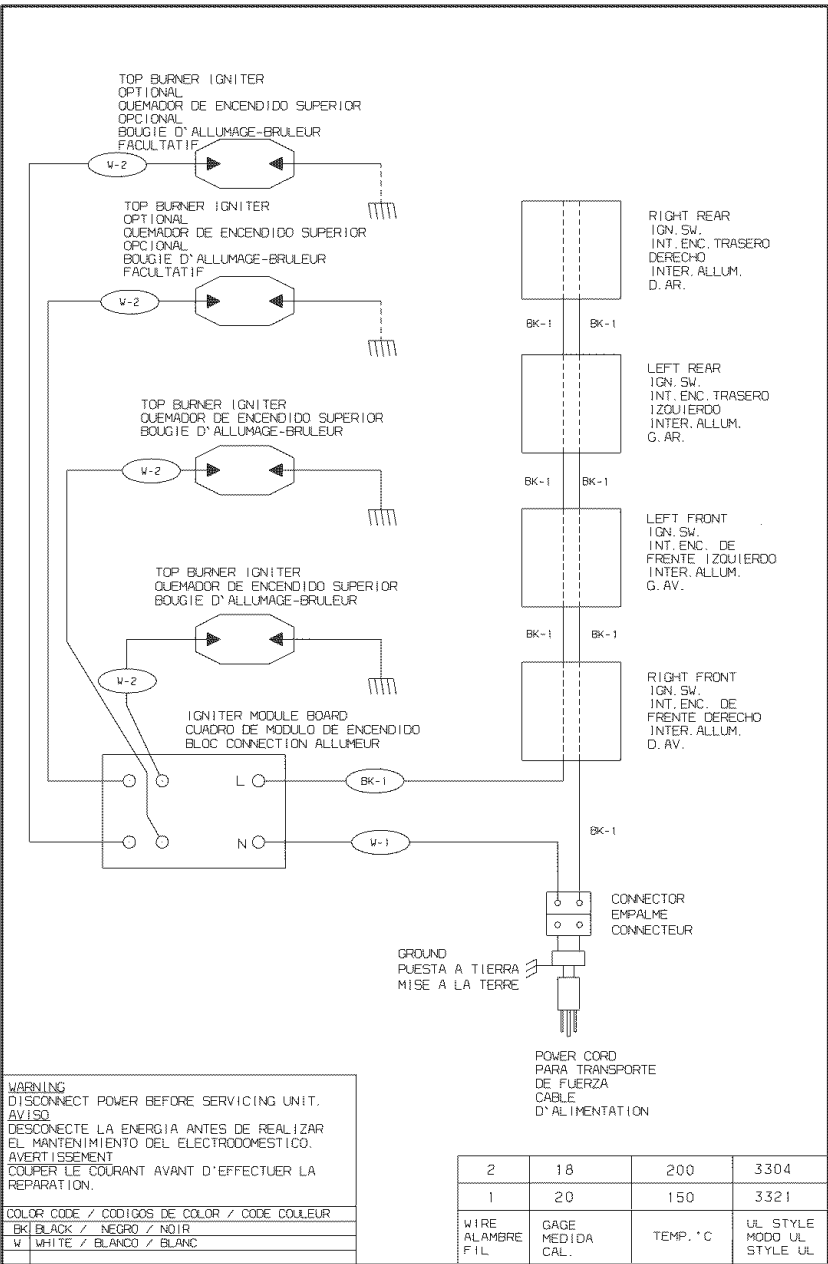 TOP BURNER IGNITER
OPTIONAL
QUEMADOR DE ENCENDIDO SUPERIOR
OPCIONAL
BOUGIE D'ALLUMAGE-BRULEUR
FACULTATIF
W-2
TOP BURNER IGNITER
OPTIONAL
QUEMADOR DE ENCENDIDO SUPERIOR
OPCIONAL
BOUGIE D'ALLUMAGE-BRULEUR
FACULTATIF
W-2
TOP BURNER IGNITER
QUEMADOR DE ENCENDIDO SUPERIOR
BOUGIE D'ALLUMAGE-BRULEUR
W-2
TOP BURNER IGNITER
QUEMADOR DE ENCENDIDO SUPERIOR
BOUGIE D'ALLUMAGE-BRULEUR
W-2
IGNITER MODULE BOARD
CUADRO DE MODULO DE ENCENDIDO
BLOC CONNECTION ALLUMEUR
L
N
BK-1
W-1
RIGHT REAR
IGN. SW.
INT. ENC. TRASERO
DERECHO
INTER. ALLUM.
D. AR.
BK-1 BK-1
LEFT REAR
IGN. SW.
INT. ENC. TRASERO
IZQUIERDO
INTER. ALLUM.
G. AR.
BK-1 BK-1
LEFT FRONT
IGN. SW.
INT. ENC. DE
FRENTE IZQUIERDO
INTER. ALLUM.
G. AV.
BK-1 BK-1
RIGHT FRONT
IGN. SW.
INT. ENC. DE
FRENTE DERECHO
INTER. ALLUM.
D. AV.
BK-1
CONNECTOR
EMPALME
CONNECTEUR
GROUND
PUESTA A TIERRA
MISE A LA TERRE
POWER CORD
PARA TRANSPORTE
DE FUERZA
CABLE
D'ALIMENTATION
WARNING
DISCONNECT POWER BEFORE SERVICING UNIT.
AVISO
DESCONECTE LA ENERGIA ANTES DE REALIZAR
EL MANTENIMIENTO DEL ELECTRODOMESTICO.
AVERTISSEMENT
COUPER LE COURANT AVANT D'EFFECTUER LA
REPARATION.
COLOR CODE / CODIGOS DE COLOR / CODE COULEUR
BK BLACK / NEGRO / NOIR
W WHITE / BLANCO / BLANC
2 18 200 3304
1 20 150 3321
WIRE GAGE TEMP. °C UL STYLE
ALAMBRE MEDIDA MODO UL
FIL CAL. STYLE UL